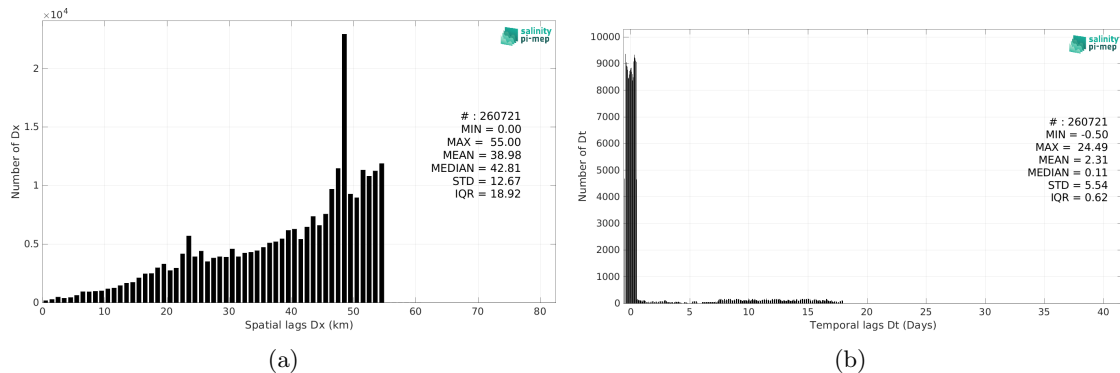 ×10⁴
salinity
pi-mep
2
1.5
1
0.5
0
Number of Dx
# : 260721
MIN = 0.00
MAX = 55.00
MEAN = 38.98
MEDIAN = 42.81
STD = 12.67
IQR = 18.92
0 10 20 30 40 50 60 70 80
Spatial lags Dx (km)
(a)
salinity
pi-mep
10000
9000
8000
7000
6000
5000
4000
3000
2000
1000
0
Number of Dt
# : 260721
MIN = -0.50
MAX = 24.49
MEAN = 2.31
MEDIAN = 0.11
STD = 5.54
IQR = 0.62
0 5 10 15 20 25 30 35 40
Temporal lags Dt (Days)
(b)